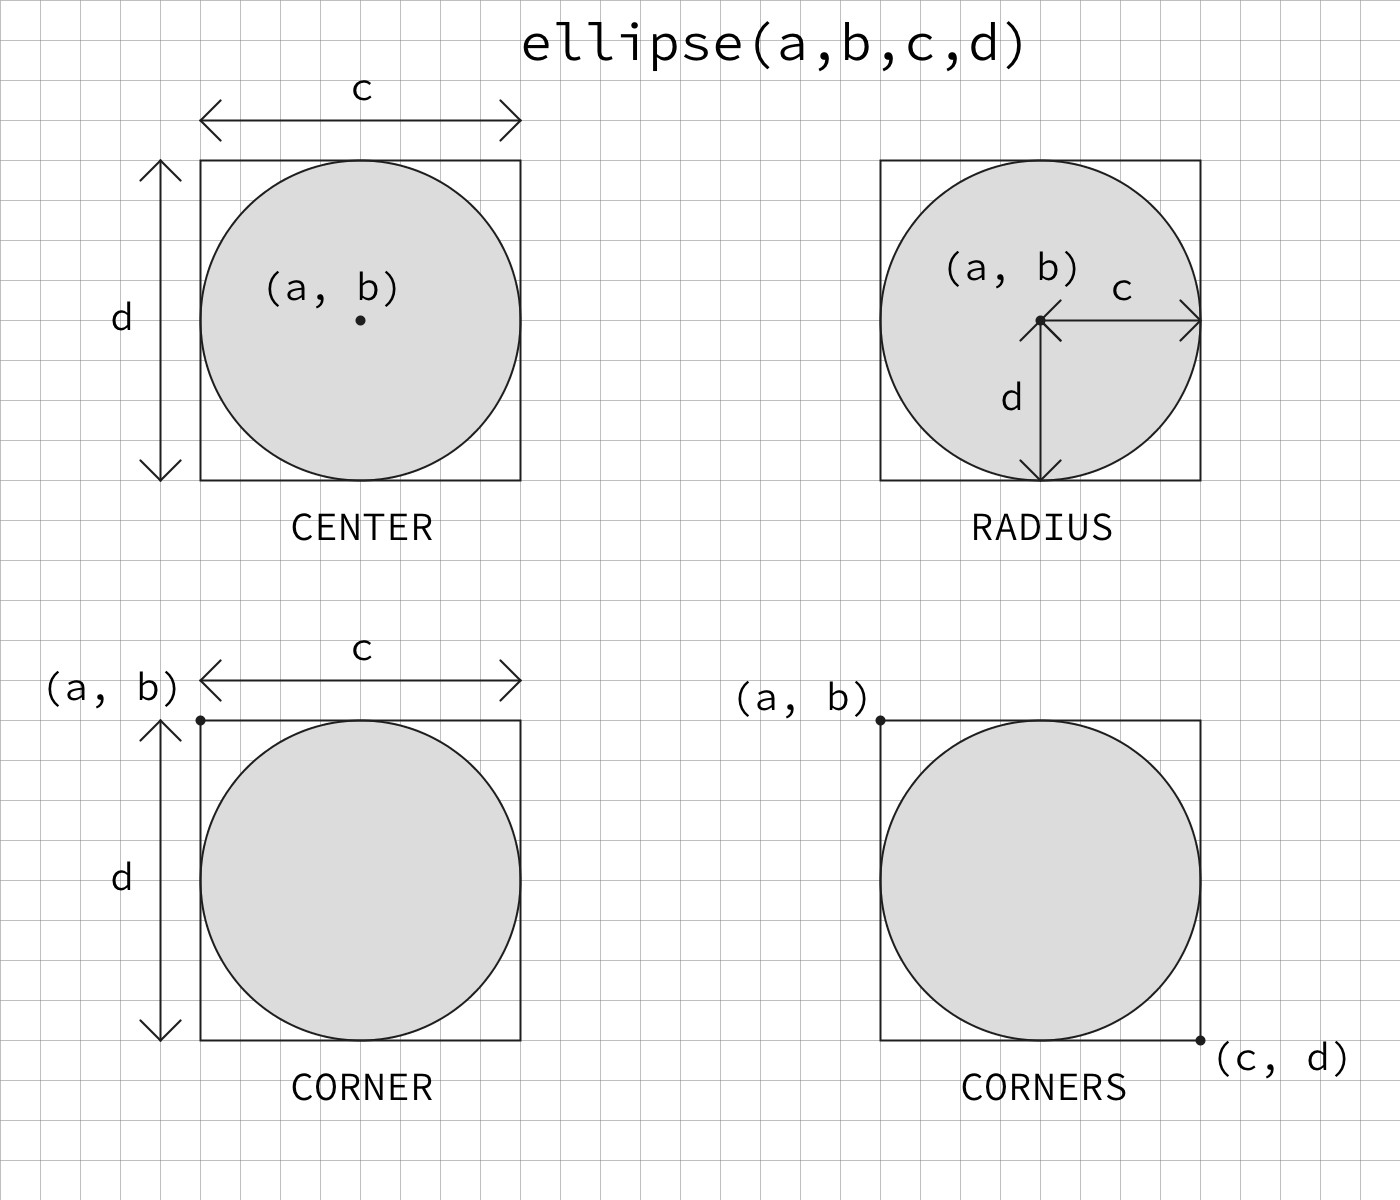 ellipse(a,b,c,d)
c
d
(a, b)
CENTER
(a, b)
c
d
RADIUS
c
(a, b)
d
CORNER
(a, b)
(c, d)
CORNERS